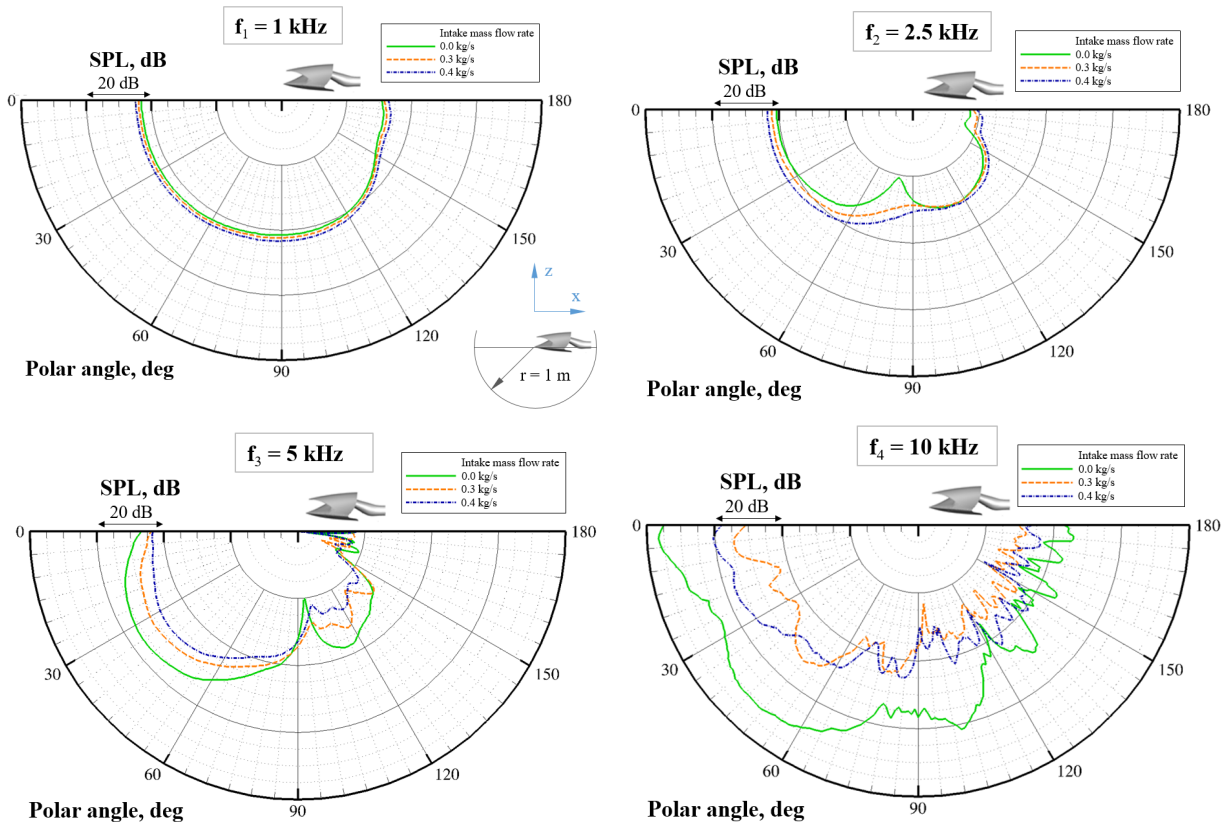 f₁ = 1 kHz
Intake mass flow rate
0.0 kg/s
0.3 kg/s
0.4 kg/s
SPL, dB
20 dB
0
180
30
150
60
120
90
Polar angle, deg
z
x
r = 1 m
f₂ = 2.5 kHz
Intake mass flow rate
0.0 kg/s
0.3 kg/s
0.4 kg/s
SPL, dB
20 dB
0
180
30
150
60
120
90
Polar angle, deg
f₃ = 5 kHz
Intake mass flow rate
0.0 kg/s
0.3 kg/s
0.4 kg/s
SPL, dB
20 dB
0
180
30
150
60
120
90
Polar angle, deg
f₄ = 10 kHz
Intake mass flow rate
0.0 kg/s
0.3 kg/s
0.4 kg/s
SPL, dB
20 dB
0
180
30
150
60
120
90
Polar angle, deg